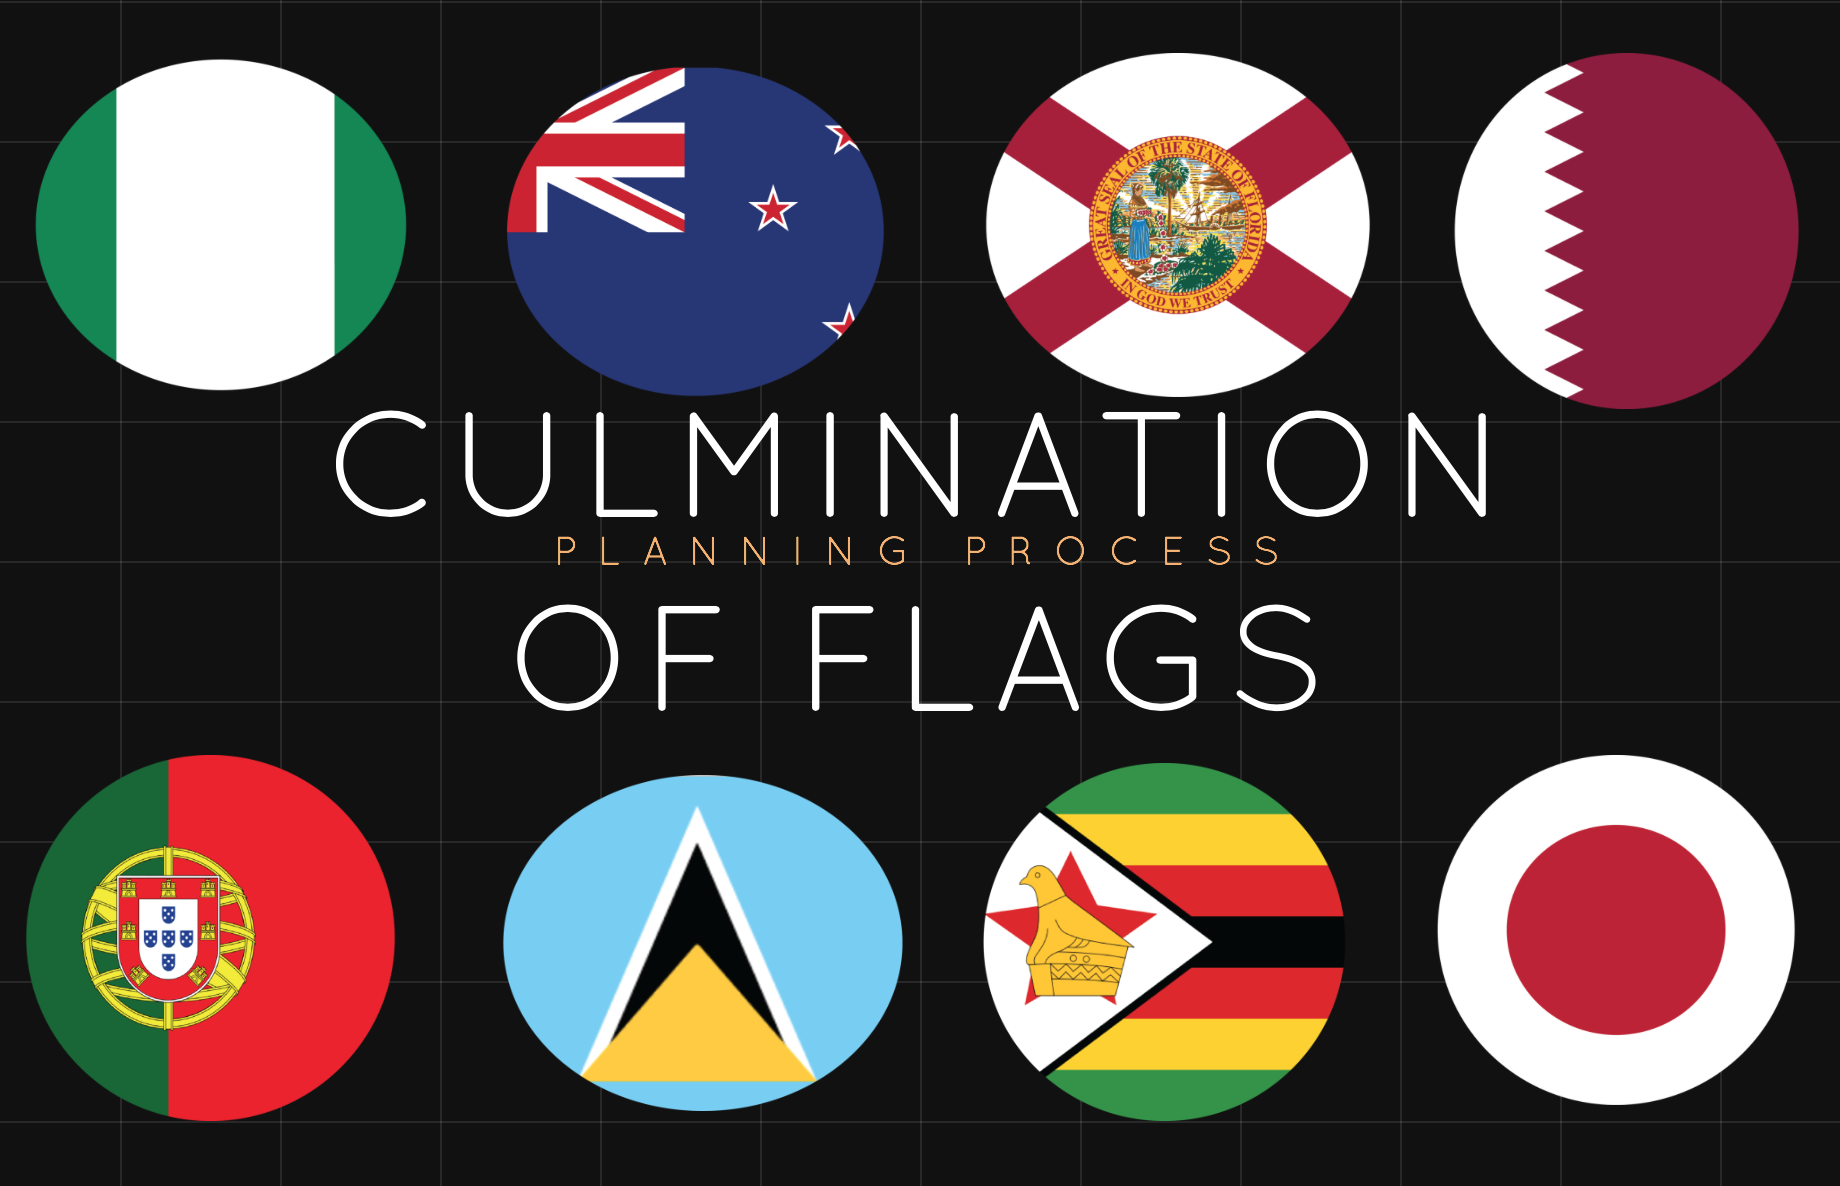 GREAT SEAL OF THE STATE OF FLORIDA
IN GOD WE TRUST
CULMINATION
PLANNING PROCESS
OF FLAGS